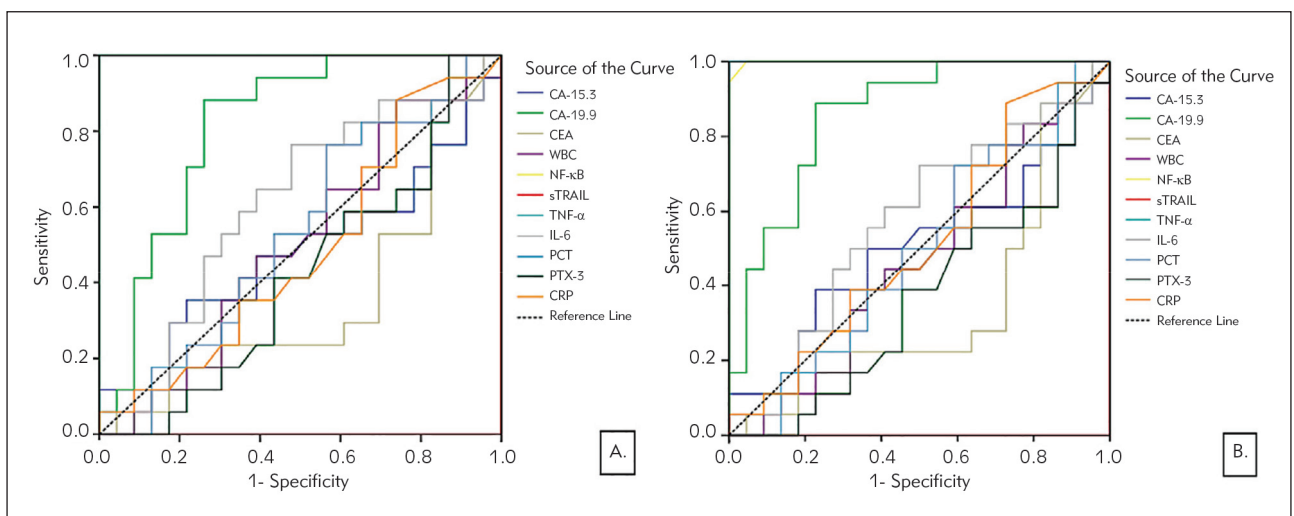 1.0
0.8
0.6
0.4
0.2
0.0
Sensitivity
0.0 0.2 0.4 0.6 0.8 1.0
1- Specificity
Source of the Curve
CA-15.3
CA-19.9
CEA
WBC
NF-κB
sTRAIL
TNF-α
IL-6
PCT
PTX-3
CRP
Reference Line
A.
1.0
0.8
0.6
0.4
0.2
0.0
Sensitivity
0.0 0.2 0.4 0.6 0.8 1.0
1- Specificity
Source of the Curve
CA-15.3
CA-19.9
CEA
WBC
NF-κB
sTRAIL
TNF-α
IL-6
PCT
PTX-3
CRP
Reference Line
B.